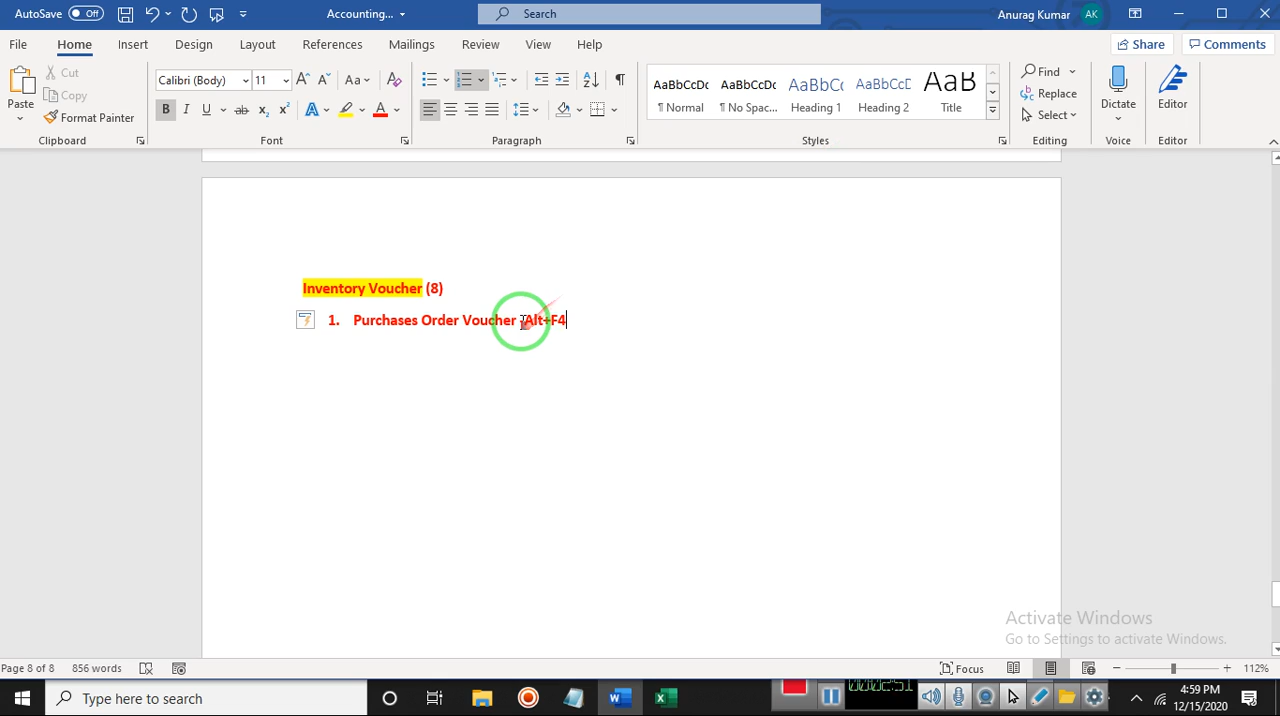 AutoSave Off Accounting... Search Anurag Kumar AK
File Home Insert Design Layout References Mailings Review View Help Share Comments
Paste Cut Copy Format Painter Clipboard
Calibri (Body) 11 Font
Paragraph
AaBbCcDc ¶ Normal
AaBbCcDc ¶ No Spac...
AaBbCc Heading 1
AaBbCcD Heading 2
AaB Title
Styles
Find Replace Select Editing
Dictate Voice
Editor Editor
Inventory Voucher (8)
1. Purchases Order Voucher -Alt+F4
Activate Windows
Go to Settings to activate Windows.
Page 8 of 8 856 words Focus 112%
Type here to search
4:59 PM
12/15/2020